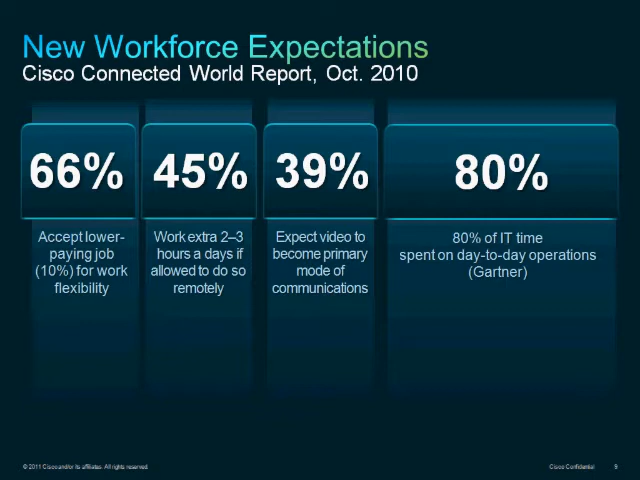 New Workforce Expectations
Cisco Connected World Report, Oct. 2010
66%
Accept lower-
paying job
(10%) for work
flexibility
45%
Work extra 2–3
hours a days if
allowed to do so
remotely
39%
Expect video to
become primary
mode of
communications
80%
80% of IT time
spent on day-to-day operations
(Gartner)
© 2011 Cisco and/or its affiliates. All rights reserved.
Cisco Confidential
9